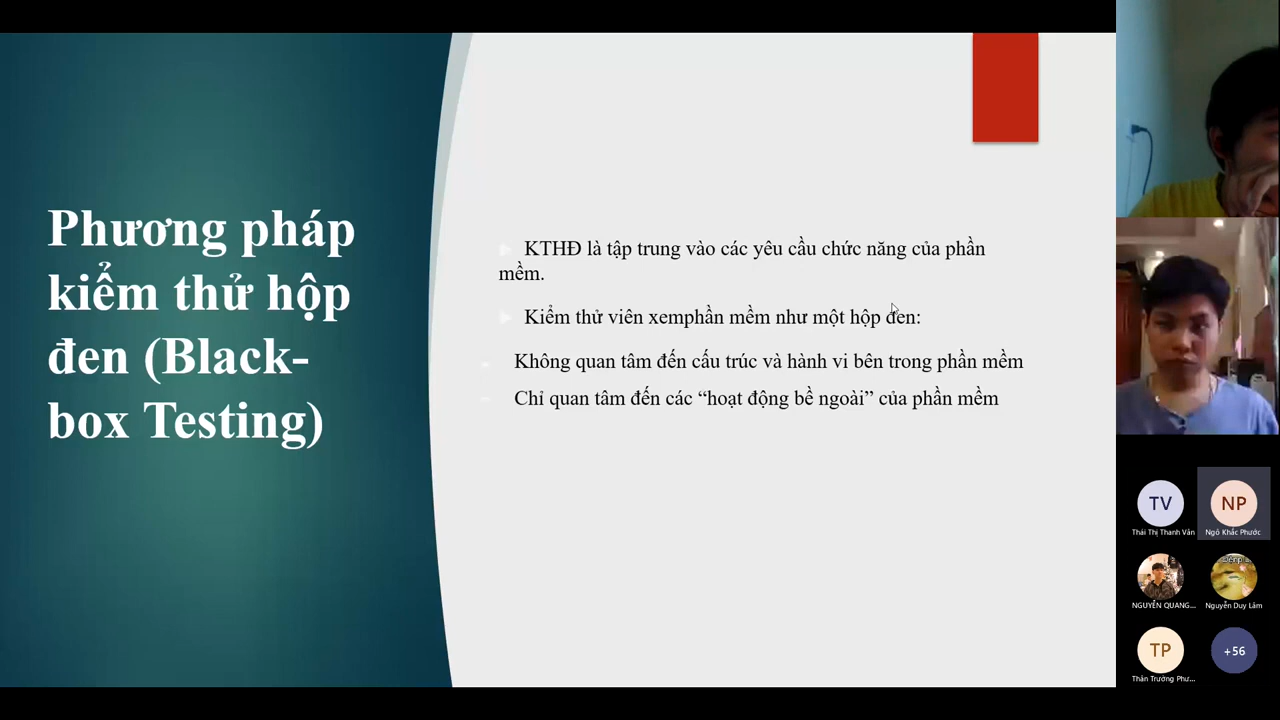 Phương pháp
kiểm thử hộp
đen (Black-
box Testing)
KTHĐ là tập trung vào các yêu cầu chức năng của phần
mềm.
Kiểm thử viên xemphần mềm như một hộp đen:
- Không quan tâm đến cấu trúc và hành vi bên trong phần mềm
- Chỉ quan tâm đến các “hoạt động bề ngoài” của phần mềm
TV
NP
Thái Thị Thanh Vân
Ngô Khắc Phước
NGUYỄN QUANG...
Nguyễn Duy Lâm
TP
+56
Thân Trường Phư...